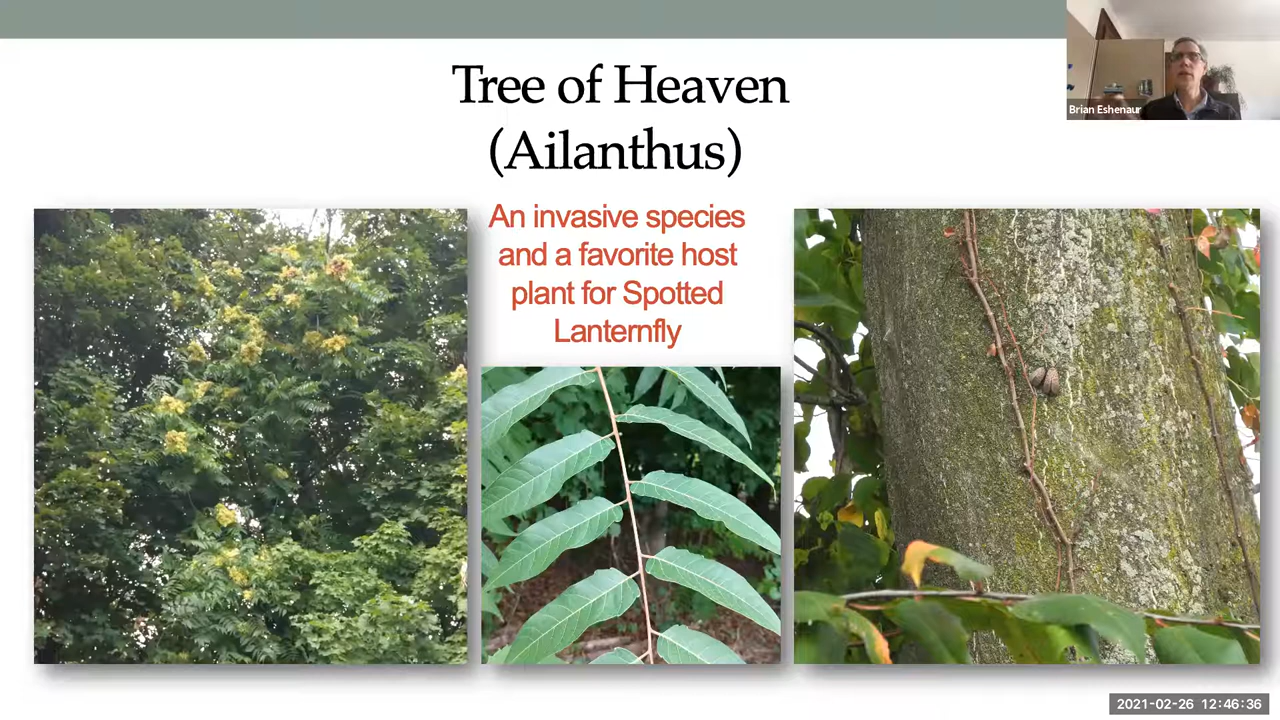 Tree of Heaven
(Ailanthus)
Brian Eshenaur
An invasive species
and a favorite host
plant for Spotted
Lanternfly
2021-02-26 12:46:36